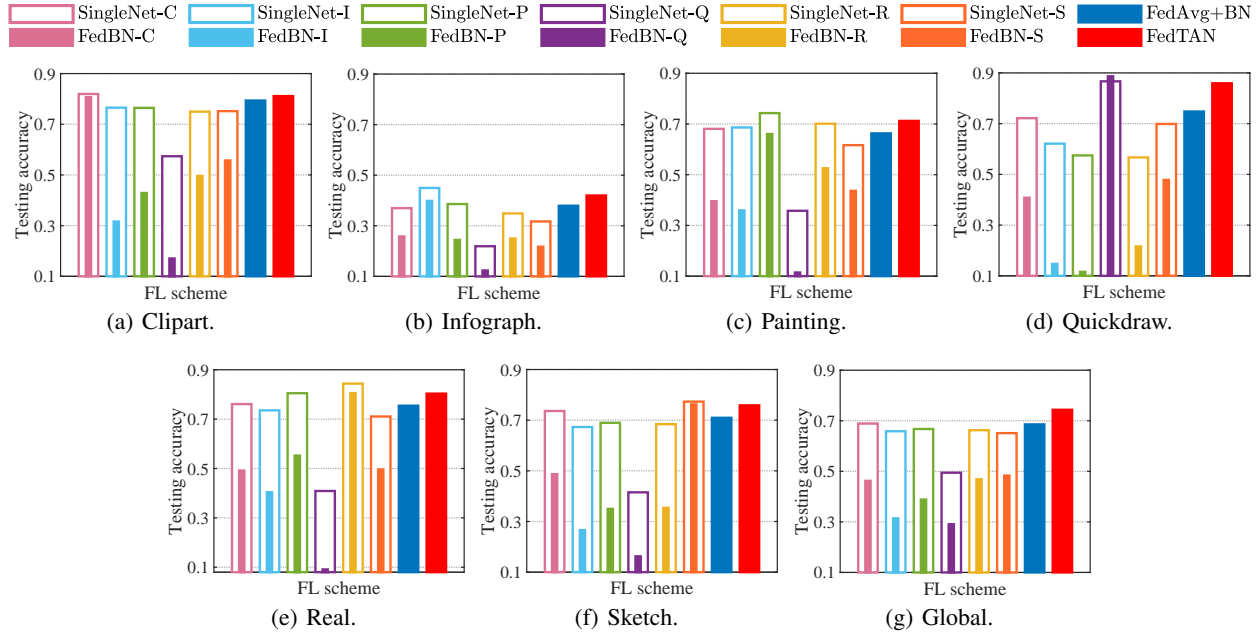 SingleNet-C SingleNet-I SingleNet-P SingleNet-Q SingleNet-R SingleNet-S FedAvg+BN
FedBN-C FedBN-I FedBN-P FedBN-Q FedBN-R FedBN-S FedTAN
0.9
0.7
0.5
0.3
0.1
Testing accuracy
FL scheme
(a) Clipart.
0.9
0.7
0.5
0.3
0.1
Testing accuracy
FL scheme
(b) Infograph.
0.9
0.7
0.5
0.3
0.1
Testing accuracy
FL scheme
(c) Painting.
0.9
0.7
0.5
0.3
0.1
Testing accuracy
FL scheme
(d) Quickdraw.
0.9
0.7
0.5
0.3
0.1
Testing accuracy
FL scheme
(e) Real.
0.9
0.7
0.5
0.3
0.1
Testing accuracy
FL scheme
(f) Sketch.
0.9
0.7
0.5
0.3
0.1
Testing accuracy
FL scheme
(g) Global.